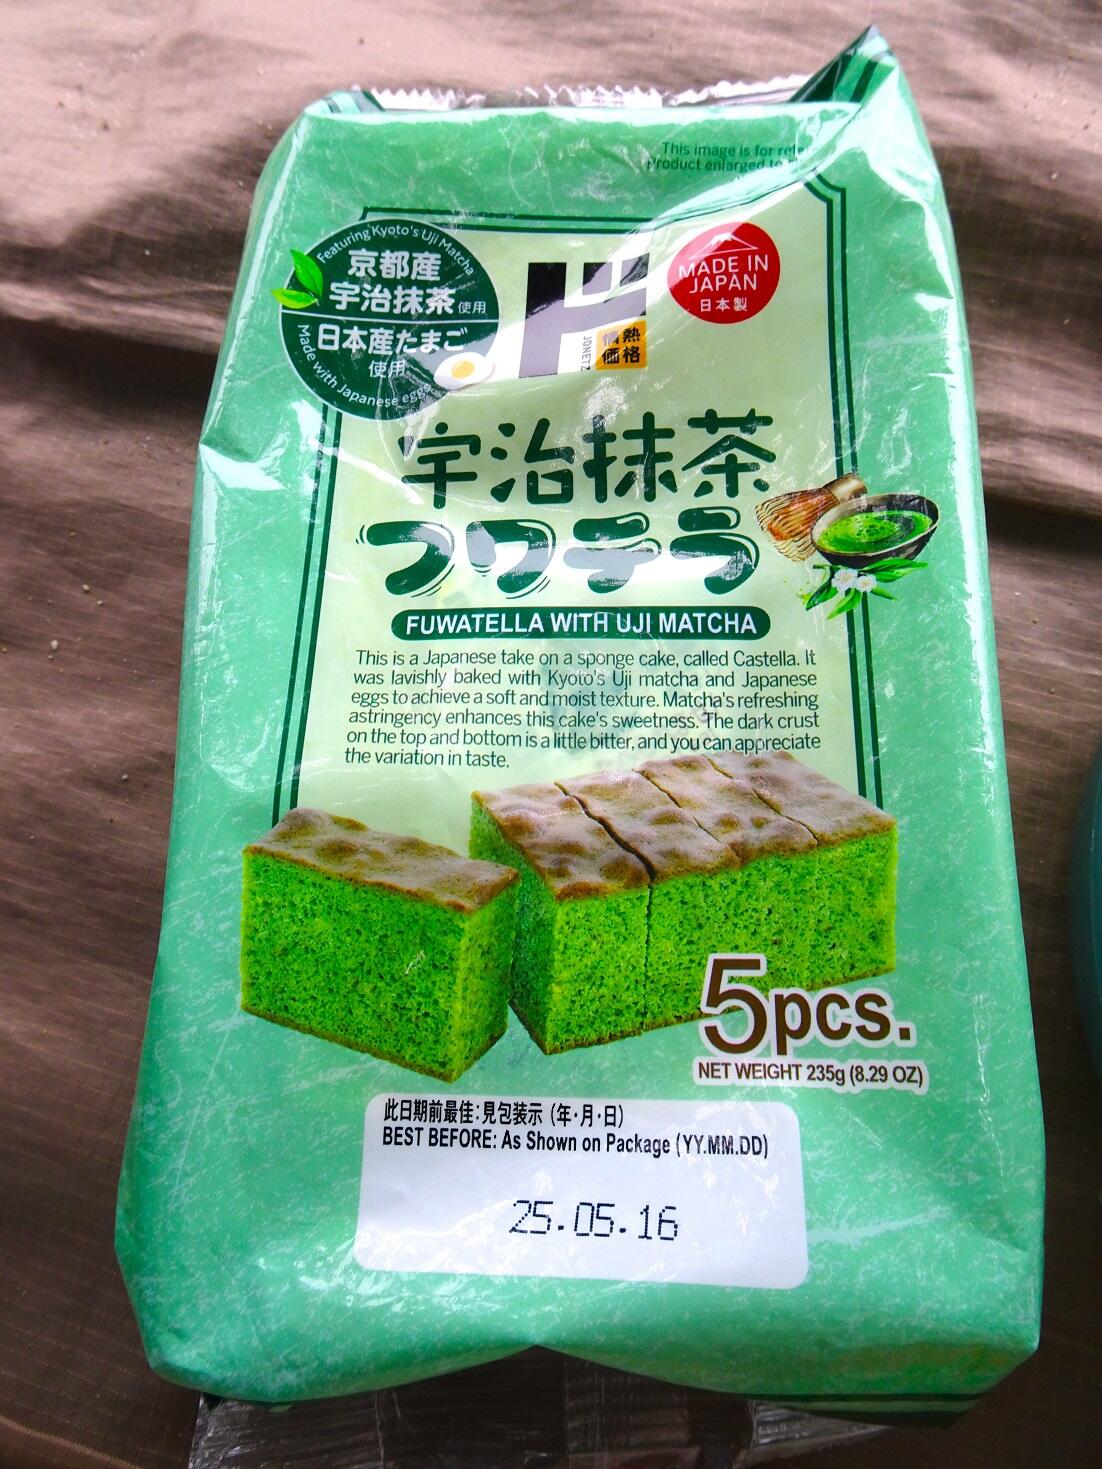 This image is for refe
Product enlarged to
Featuring Kyoto's Uji Matcha
京都産
宇治抹茶使用
日本産たまご
使用
Made with Japanese eggs
JONETZ
情熱
価格
MADE IN
JAPAN
日本製
宇治抹茶
フワテラ
FUWATELLA WITH UJI MATCHA
This is a Japanese take on a sponge cake, called Castella. It
was lavishly baked with Kyoto's Uji matcha and Japanese
eggs to achieve a soft and moist texture. Matcha's refreshing
astringency enhances this cake's sweetness. The dark crust
on the top and bottom is a little bitter, and you can appreciate
the variation in taste.
5pcs.
NET WEIGHT 235g (8.29 OZ)
此日期前最佳:見包装示 (年·月·日)
BEST BEFORE: As Shown on Package (YY.MM.DD)
25.05.16